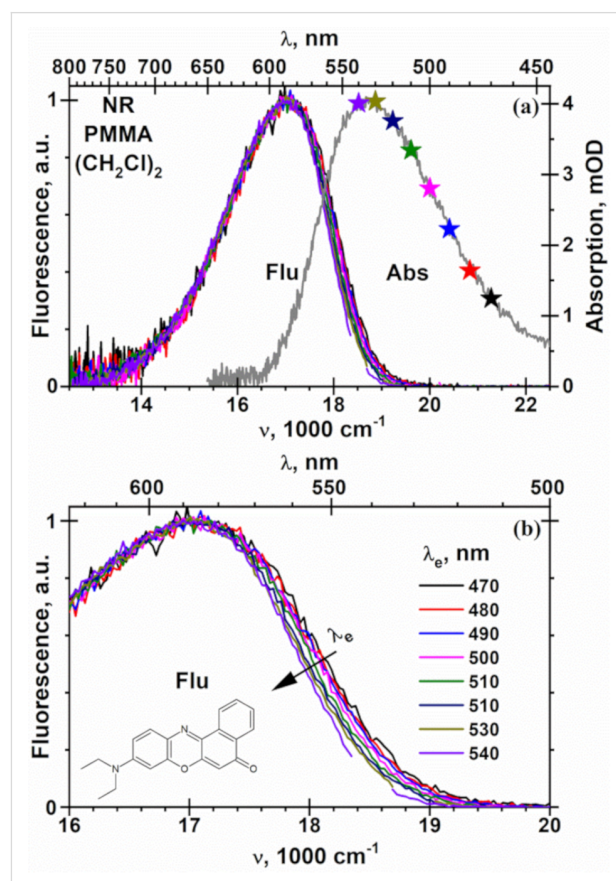 λ, nm
800 750 700 650 600 550 500 450
NR
PMMA
(CH₂Cl)₂
(a)
Flu
Abs
Fluorescence, a.u.
1
0
Absorption, mOD
4
3
2
1
0
14 16 18 20 22
ν, 1000 cm⁻¹
λ, nm
600 550 500
(b)
Fluorescence, a.u.
1
0
λₑ, nm
470
480
490
500
510
510
530
540
λₑ
Flu
N
N
O
O
16 17 18 19 20
ν, 1000 cm⁻¹